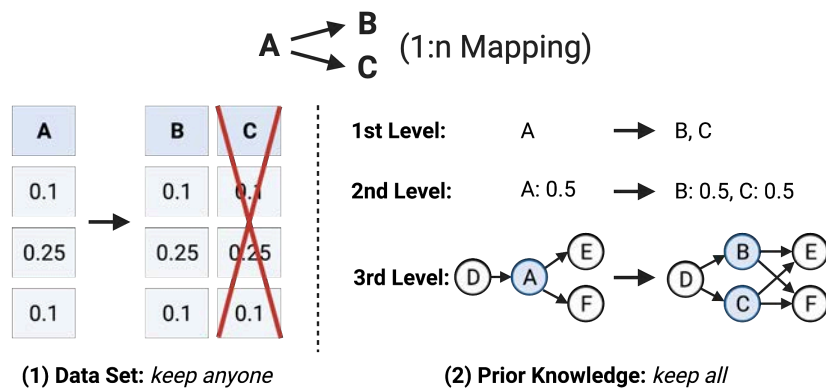 A B C (1:n Mapping)
A B C
0.1 0.1 0.1
0.25 0.25 0.25
0.1 0.1 0.1
(1) Data Set: keep anyone
1st Level: A B, C
2nd Level: A: 0.5 B: 0.5, C: 0.5
3rd Level: D A E F D B C E F
(2) Prior Knowledge: keep all